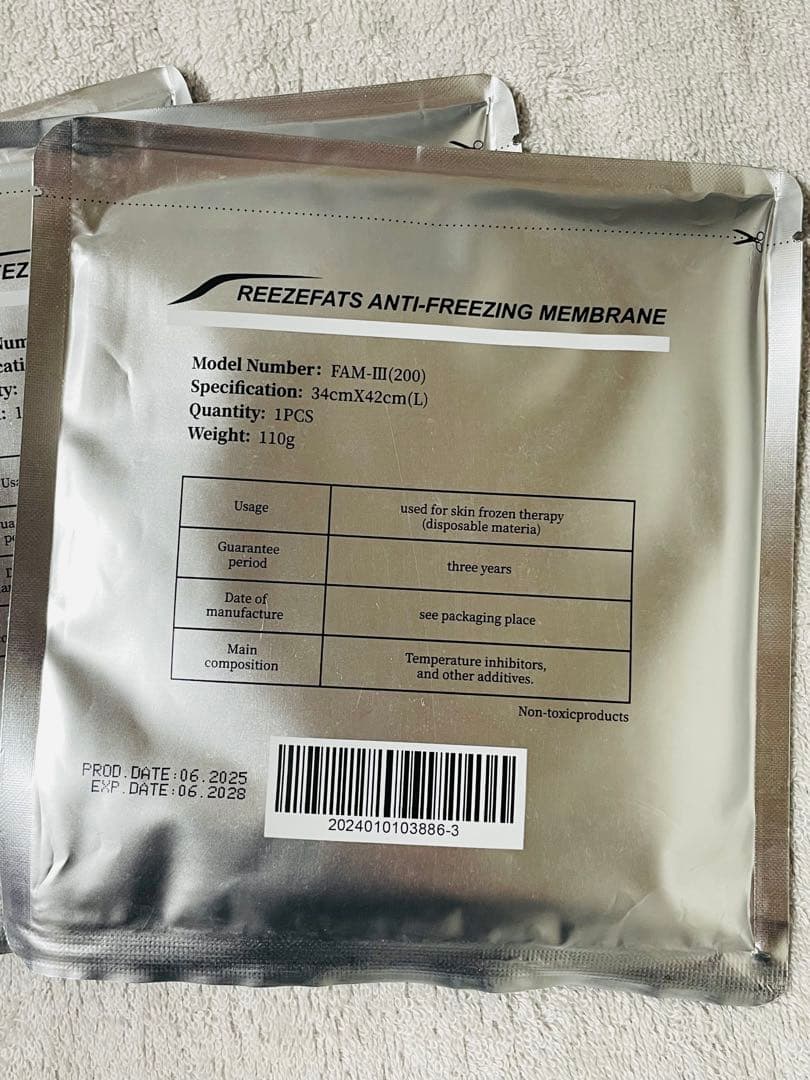 REEZEFATS ANTI-FREEZING MEMBRANE
Model Number: FAM-III(200)
Specification: 34cmX42cm(L)
Quantity: 1PCS
Weight: 110g
Usage
used for skin frozen therapy
(disposable materia)
Guarantee
period
three years
Date of
manufacture
see packaging place
Main
composition
Temperature inhibitors,
and other additives.
Non-toxicproducts
PROD.DATE:06.2025
EXP.DATE:06.2028
2024010103886-3